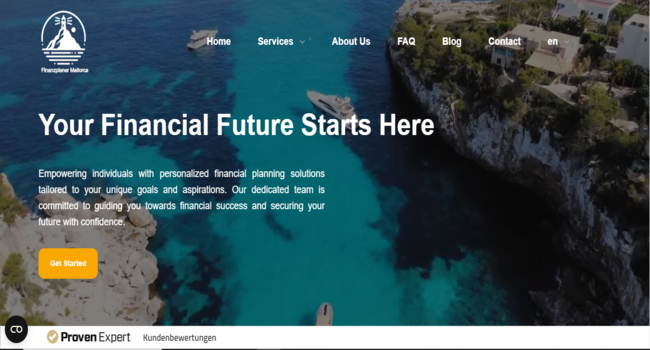 Finanzplaner Mallorca
Home Services About Us FAQ Blog Contact en
Your Financial Future Starts Here
Empowering individuals with personalized financial planning solutions
tailored to your unique goals and aspirations. Our dedicated team is
committed to guiding you towards financial success and securing your
future with confidence.
Get Started
ProvenExpert Kundenbewertungen